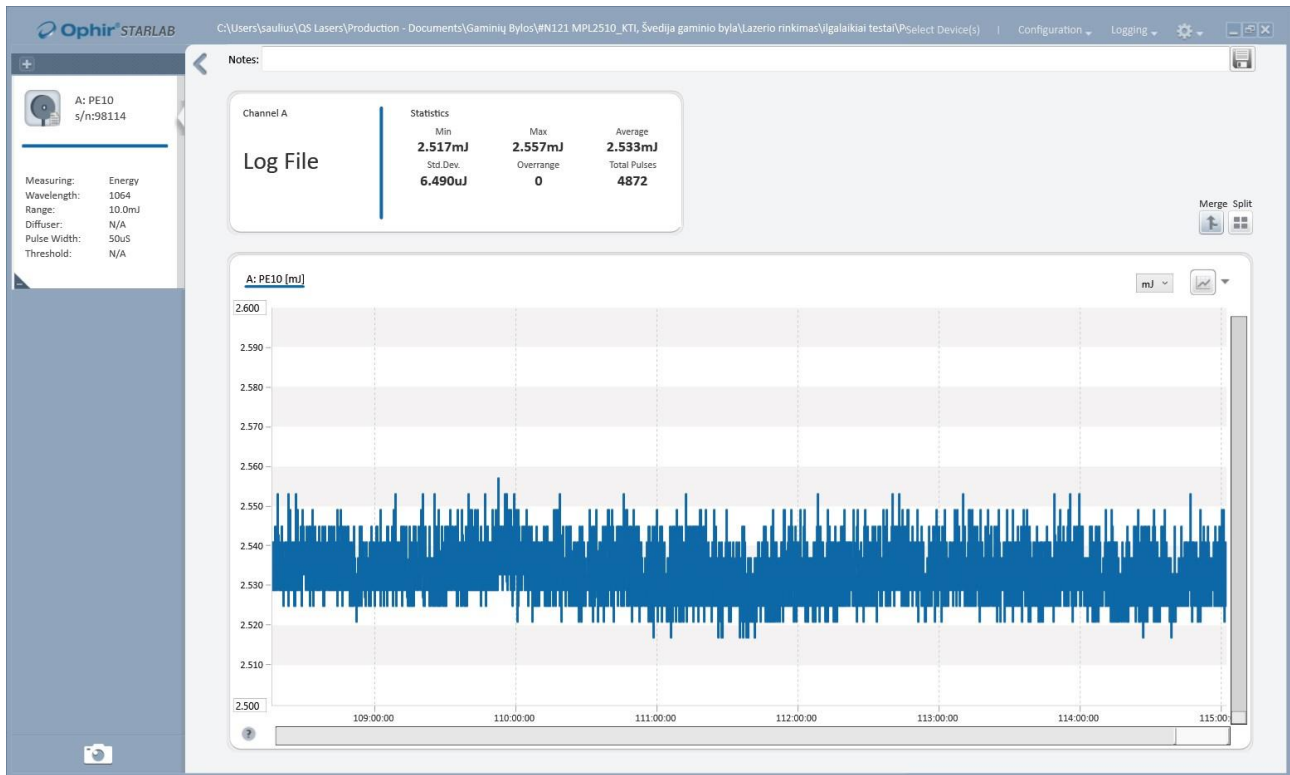 Ophir® STARLAB
C:\Users\saulius\QS Lasers\Production - Documents\Gaminių Bylos\#N121 MPL2510_KTI, Švedija gaminio byla\Lazerio rinkimas\ilgalaikiai testai\P
Select Device(s) | Configuration Logging
A: PE10
s/n:98114
Measuring: Energy
Wavelength: 1064
Range: 10.0mJ
Diffuser: N/A
Pulse Width: 50uS
Threshold: N/A
Notes:
Channel A
Log File
Statistics
Min Max Average
2.517mJ 2.557mJ 2.533mJ
Std.Dev. Overrange Total Pulses
6.490uJ 0 4872
Merge Split
A: PE10 [mJ]
mJ
2.600
2.590
2.580
2.570
2.560
2.550
2.540
2.530
2.520
2.510
2.500
109:00:00 110:00:00 111:00:00 112:00:00 113:00:00 114:00:00 115:00:
?